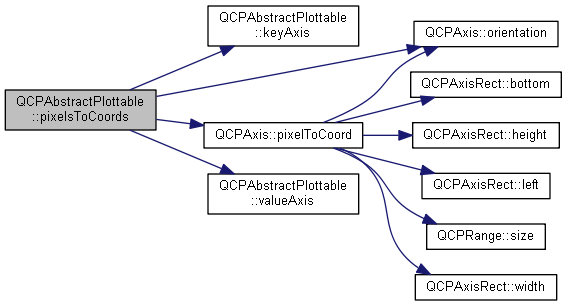 QCPAbstractPlottable
::pixelsToCoords
QCPAbstractPlottable
::keyAxis
QCPAxis::pixelToCoord
QCPAbstractPlottable
::valueAxis
QCPAxis::orientation
QCPAxisRect::bottom
QCPAxisRect::height
QCPAxisRect::left
QCPRange::size
QCPAxisRect::width